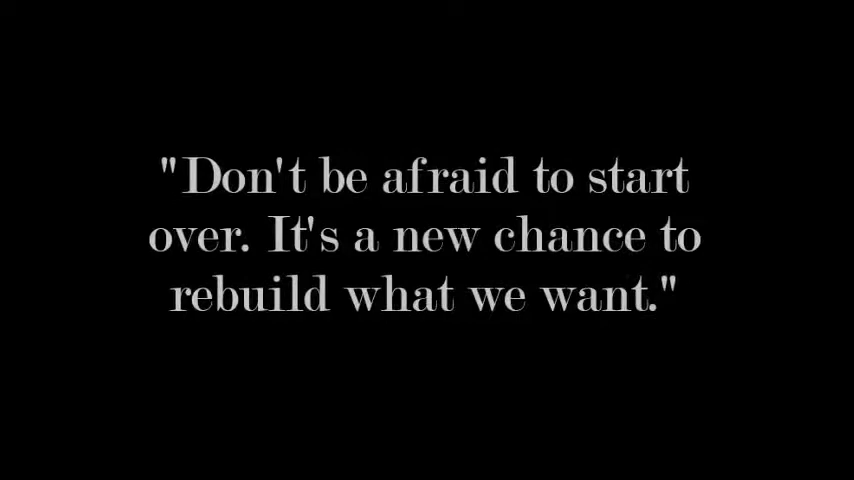 "Don't be afraid to start
over. It's a new chance to
rebuild what we want."